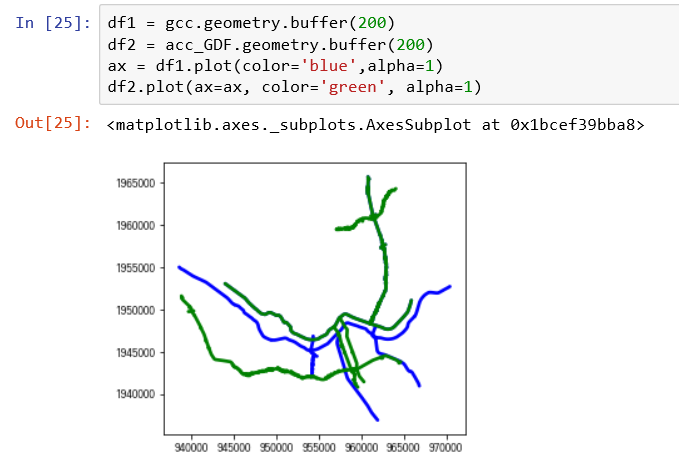 In [25]: df1 = gcc.geometry.buffer(200)
df2 = acc_GDF.geometry.buffer(200)
ax = df1.plot(color='blue',alpha=1)
df2.plot(ax=ax, color='green', alpha=1)
Out[25]: <matplotlib.axes._subplots.AxesSubplot at 0x1bcef39bba8>
1965000
1960000
1955000
1950000
1945000
1940000
940000 945000 950000 955000 960000 965000 970000